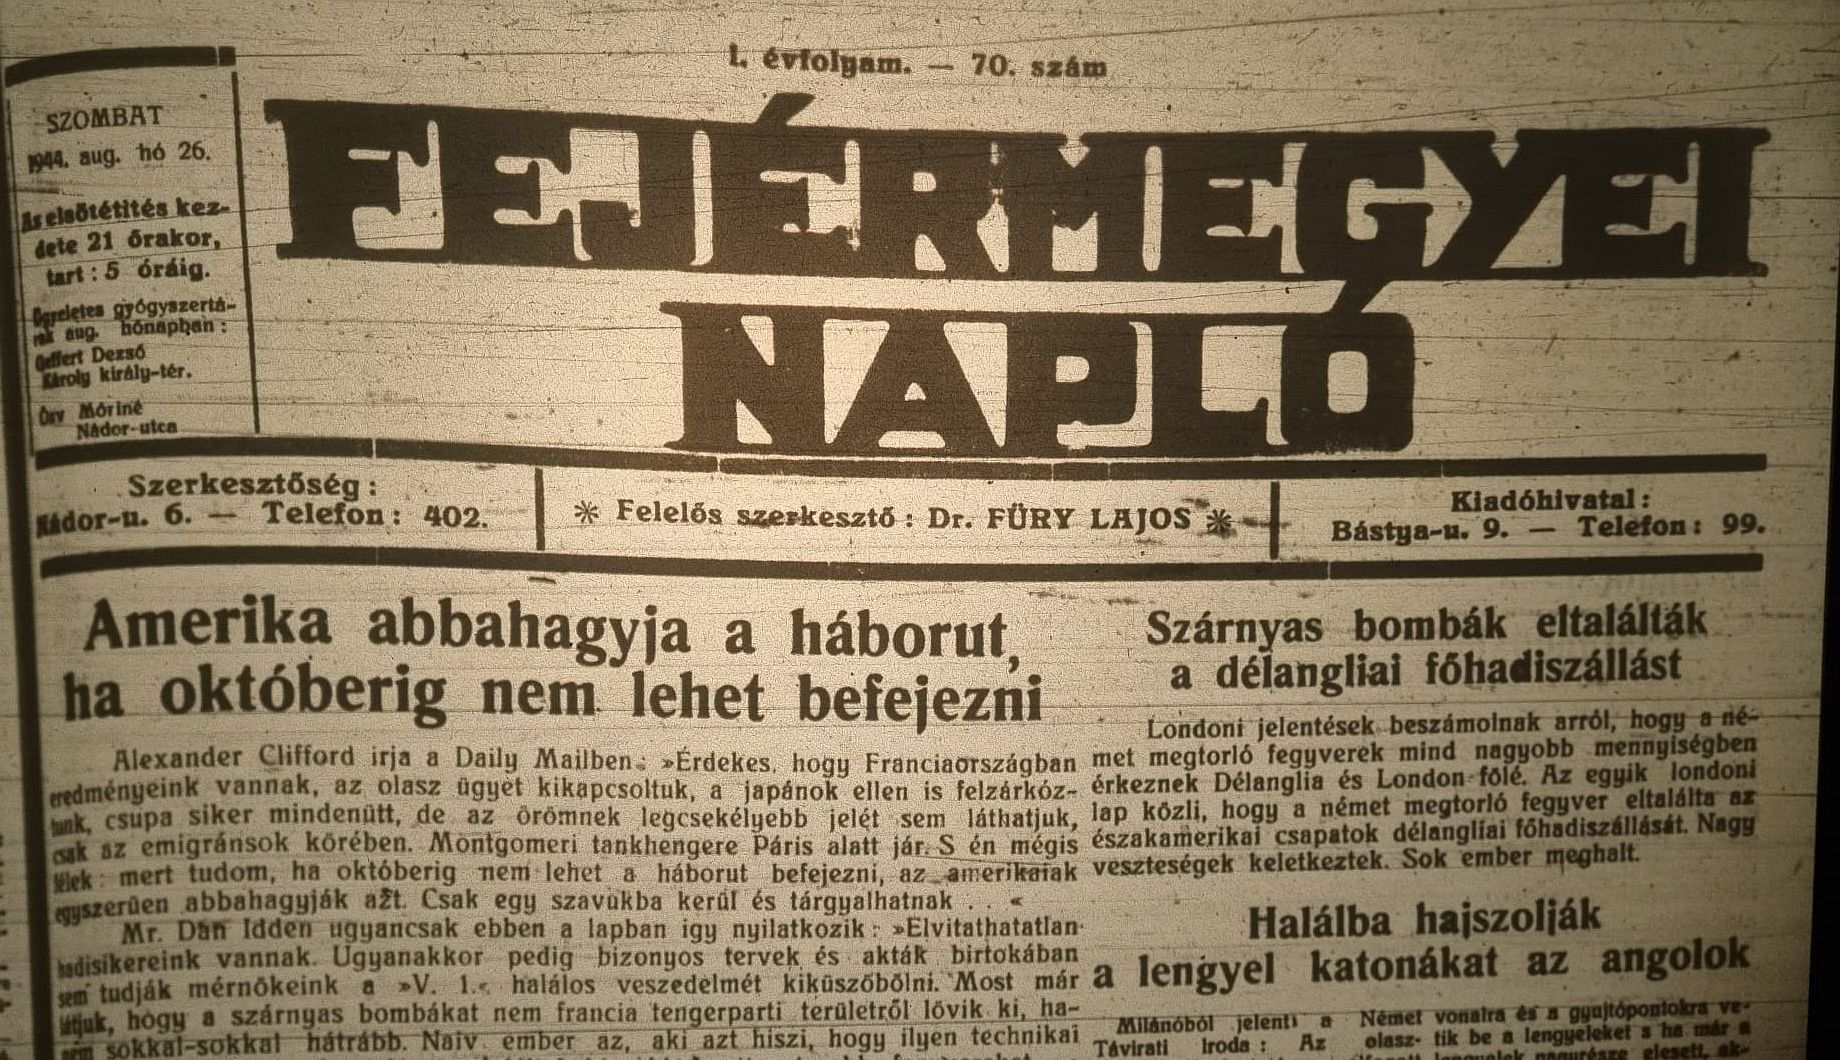 I. évfolyam. — 70. szám
SZOMBAT
1944. aug. hó 26.
Az elsötétités kez-
dete 21 órakor,
tart : 5 óráig.
Ügyeletes gyógyszertá-
rak aug. hónapban :
Geffert Dezső
Károly király-tér.
Özv Móriné
Nádor-utca
FEJÉRMEGYEI
NAPLÓ
Szerkesztőség :
Nádor-u. 6. — Telefon : 402.
✻ Felelős szerkesztő : Dr. FÜRY LAJOS ✻
Kiadóhivatal :
Bástya-u. 9. — Telefon : 99.
Amerika abbahagyja a háborut,
ha októberig nem lehet befejezni
Alexander Clifford irja a Daily Mailben : »Érdekes, hogy Franciaországban
eredményeink vannak, az olasz ügyet kikapcsoltuk, a japánok ellen is felzárkóz-
tunk, csupa siker mindenütt, de az örömnek legcsekélyebb jelét sem láthatjuk,
csak az emigránsok körében. Montgomeri tankhengere Páris alatt jár. S én mégis
félek : mert tudom, ha októberig nem lehet a háborut befejezni, az amerikaiak
egyszerüen abbahagyják azt. Csak egy szavukba kerül és tárgyalhatnak . . «
Mr. Dan Idden ugyancsak ebben a lapban igy nyilatkozik : »Elvitathatatlan
hadisikereink vannak. Ugyanakkor pedig bizonyos tervek és akták birtokában
sem tudják mérnökeink a »V. 1.« halálos veszedelmét kiküszöbölni. Most már
látjuk, hogy a szárnyas bombákat nem francia tengerparti területről lövik ki, ha-
nem sokkal-sokkal hátrább. Naiv ember az, aki azt hiszi, hogy ilyen technikai
Szárnyas bombák eltalálták
a délangliai főhadiszállást
Londoni jelentések beszámolnak arról, hogy a né-
met megtorló fegyverek mind nagyobb mennyiségben
érkeznek Délanglia és London fölé. Az egyik londoni
lap közli, hogy a német megtorló fegyver eltalálta az
északamerikai csapatok délangliai főhadiszállását. Nagy
veszteségek keletkeztek. Sok ember meghalt.
Halálba hajszolják
a lengyel katonákat az angolok
Milánóból jelenti a
Távirati Iroda : Az olasz-
Német vonalra és a gyujtópontokra ve-
tik be a lengyeleket s ha már a
lengyelek nagyrésze elesett, ak-